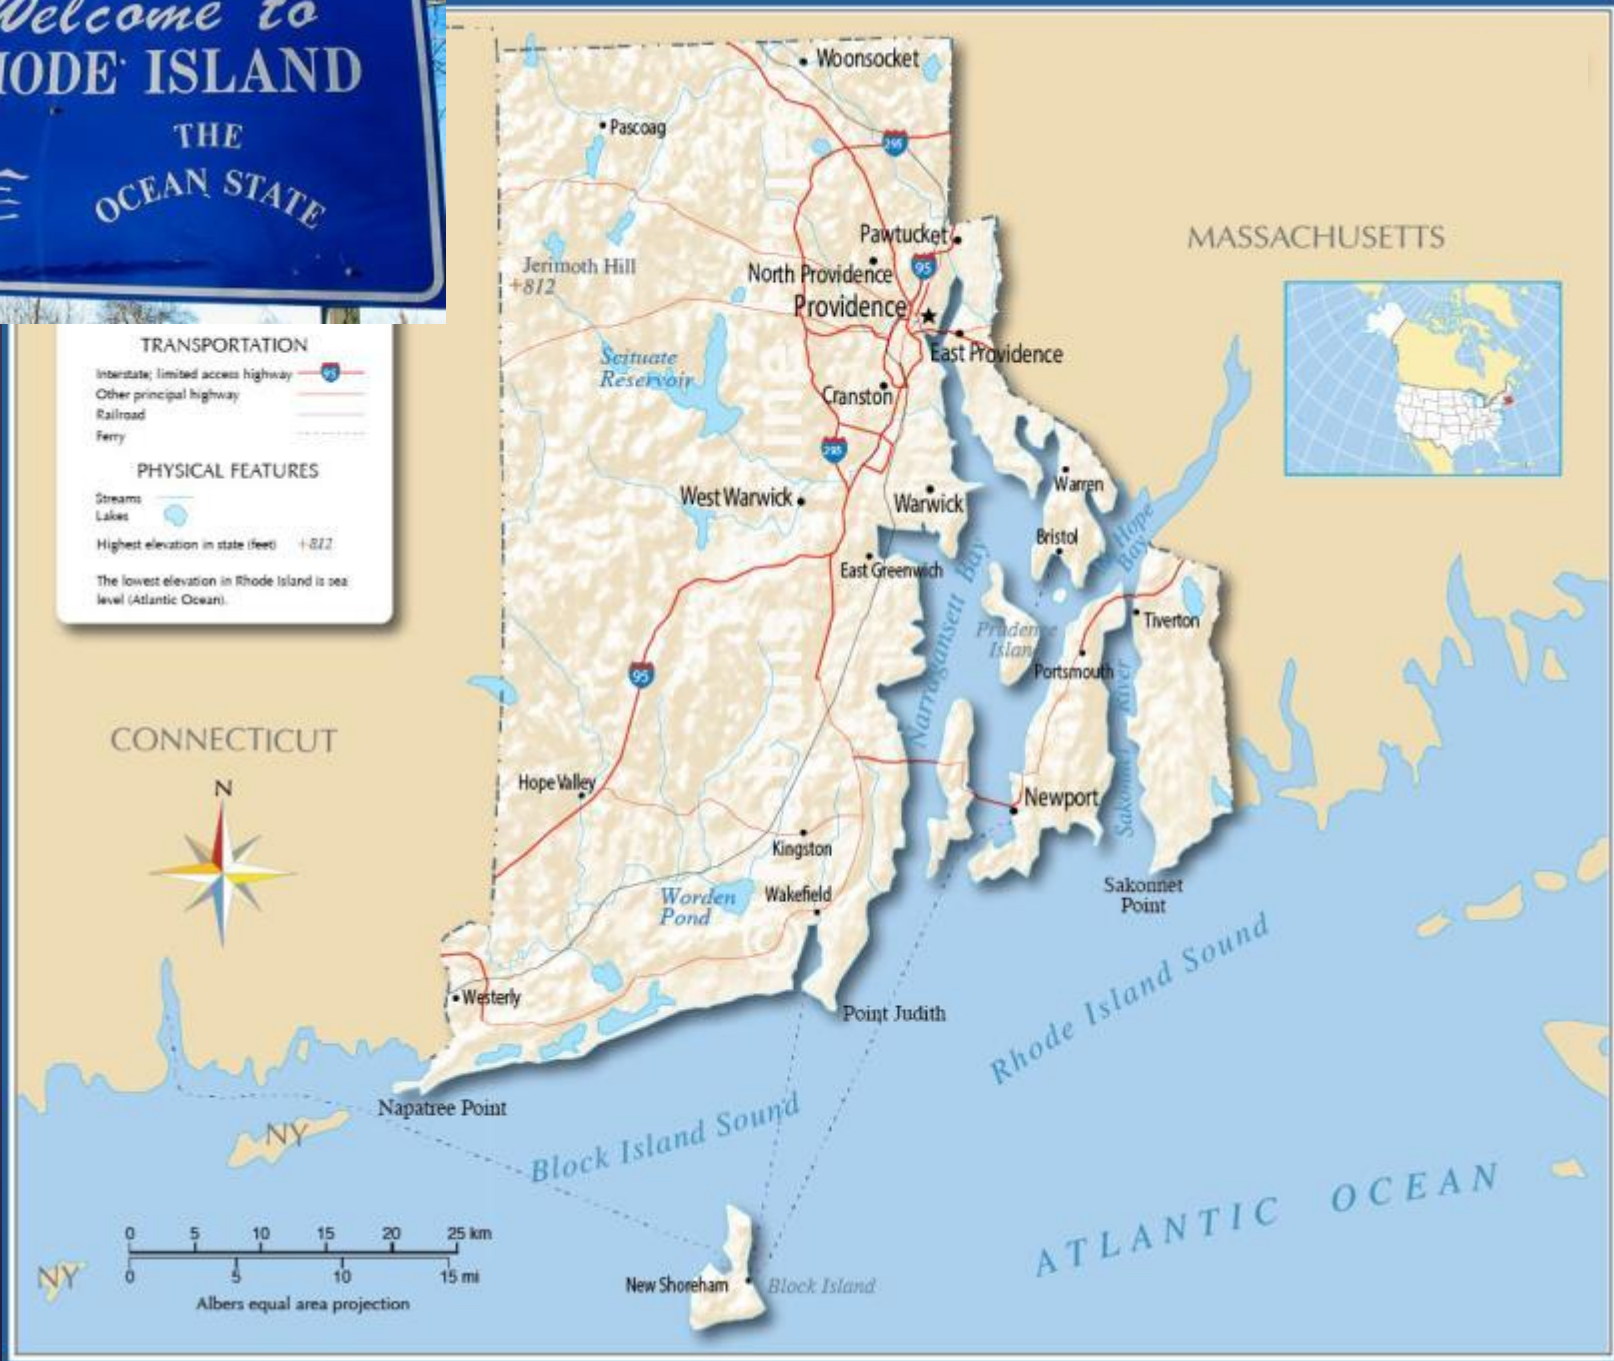 Welcome to
HODE ISLAND
THE
OCEAN STATE
TRANSPORTATION
Interstate; limited access highway
95
Other principal highway
Railroad
Ferry
PHYSICAL FEATURES
Streams
Lakes
Highest elevation in state (feet) +812
The lowest elevation in Rhode Island is sea
level (Atlantic Ocean).
Woonsocket
Pascoag
295
Pawtucket
MASSACHUSETTS
Jerimoth Hill
+812
North Providence
95
Providence
East Providence
Scituate
Reservoir
Cranston
295
Warren
West Warwick
Warwick
Hope
Bay
Bristol
East Greenwich
Narragansett Bay
Prudence
Island
Tiverton
Portsmouth
95
Sakonnet River
CONNECTICUT
N
Hope Valley
Newport
Kingston
Worden
Pond
Wakefield
Sakonnet
Point
Westerly
Point Judith
Rhode Island Sound
Napatree Point
NY
Block Island Sound
ATLANTIC OCEAN
0 5 10 15 20 25 km
0 5 10 15 mi
Albers equal area projection
NY
New Shoreham
Block Island